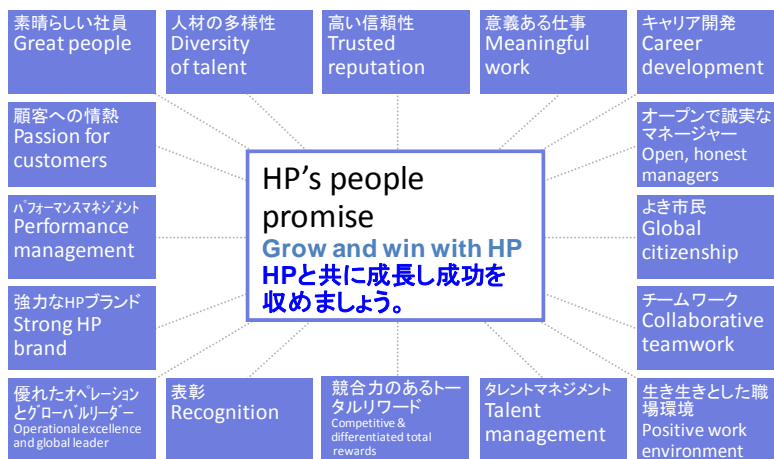 素晴らしい社員
Great people
人材の多様性
Diversity
of talent
高い信頼性
Trusted
reputation
意義ある仕事
Meaningful
work
キャリア開発
Career
development
顧客への情熱
Passion for
customers
オープンで誠実な
マネージャー
Open, honest
managers
HP's people
promise
Grow and win with HP
HPと共に成長し成功を
収めましょう。
ﾊﾟﾌｫｰﾏﾝｽﾏﾈｼﾞﾒﾝﾄ
Performance
management
よき市民
Global
citizenship
強力なHPブランド
Strong HP
brand
チームワーク
Collaborative
teamwork
優れたｵﾍﾟﾚｰｼｮﾝ
とｸﾞﾛｰﾊﾞﾙﾘｰﾀﾞｰ
Operational excellence
and global leader
表彰
Recognition
競合力のあるトー
タルリワード
Competitive &
differentiated total
rewards
タレントマネジメント
Talent
management
生き生きとした職
場環境
Positive work
environment